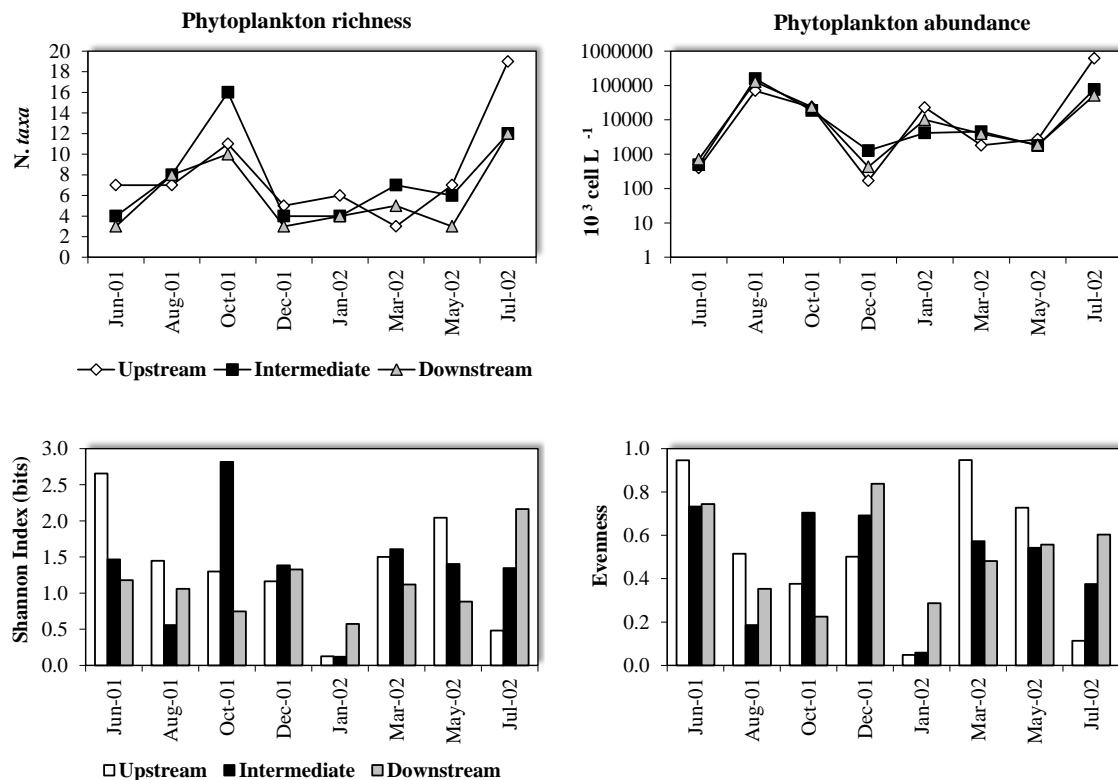 Phytoplankton richness
N. taxa
20
18
16
14
12
10
8
6
4
2
0
Jun-01
Aug-01
Oct-01
Dec-01
Jan-02
Mar-02
May-02
Jul-02
Upstream Intermediate Downstream
Phytoplankton abundance
10 3 cell L -1
1000000
100000
10000
1000
100
10
1
Jun-01
Aug-01
Oct-01
Dec-01
Jan-02
Mar-02
May-02
Jul-02
Shannon Index (bits)
3.0
2.5
2.0
1.5
1.0
0.5
0.0
Jun-01
Aug-01
Oct-01
Dec-01
Jan-02
Mar-02
May-02
Jul-02
Upstream Intermediate Downstream
Evenness
1.0
0.8
0.6
0.4
0.2
0.0
Jun-01
Aug-01
Oct-01
Dec-01
Jan-02
Mar-02
May-02
Jul-02